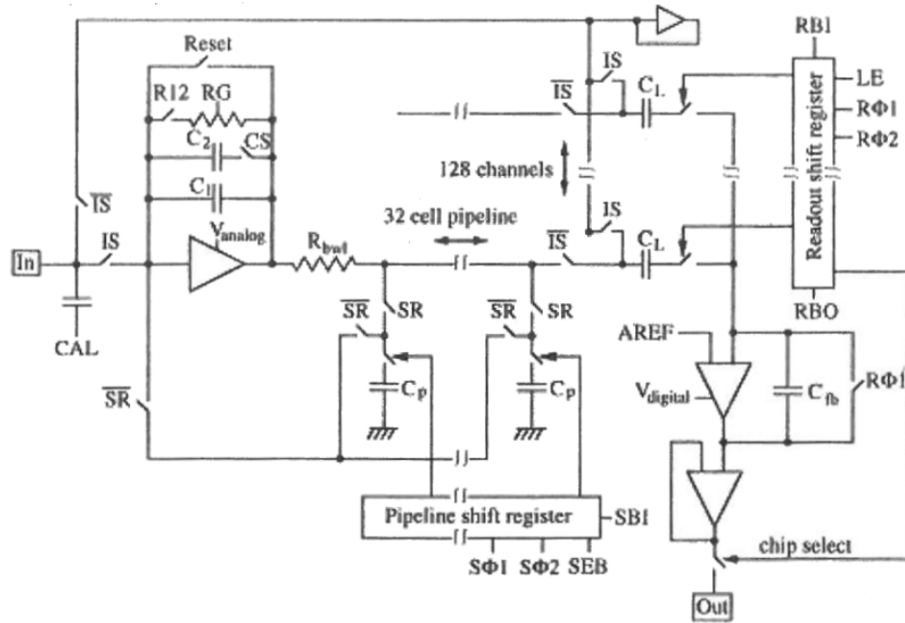 Reset
R12 RG
C2 CS
C1
IS
In
IS
CAL
Vanalog
Rbwl
32 cell pipeline
128 channels
IS
IS
CL
IS
IS
CL
RBI
LE
RΦ1
RΦ2
Readout shift register
RBO
SR
SR
SR
SR
Cp
Cp
SR
AREF
Vdigital
Cfb
RΦ1
Pipeline shift register
SBI
SΦ1 SΦ2 SEB
chip select
Out